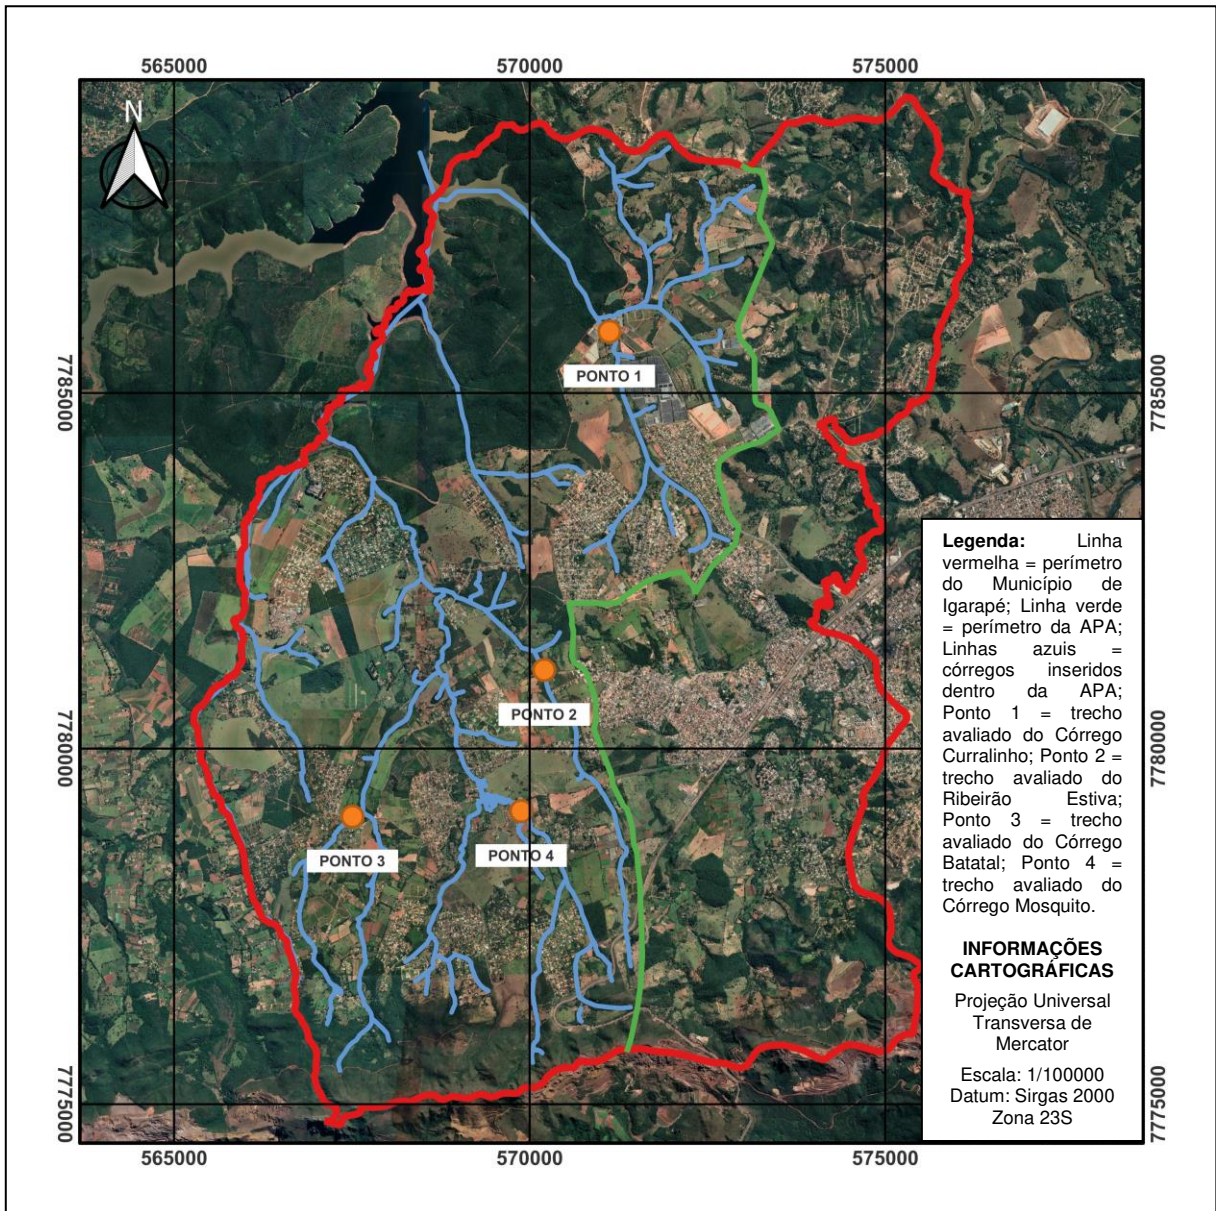 565000 570000 575000
N
PONTO 1
7785000 7785000
Legenda: Linha
vermelha = perímetro
do Município de
Igarapé; Linha verde
= perímetro da APA;
Linhas azuis =
córregos inseridos
dentro da APA;
Ponto 1 = trecho
avaliado do Córrego
Curralinho; Ponto 2 =
trecho avaliado do
Ribeirão Estiva;
Ponto 3 = trecho
avaliado do Córrego
Batatal; Ponto 4 =
trecho avaliado do
Córrego Mosquito.
INFORMAÇÕES
CARTOGRÁFICAS
Projeção Universal
Transversa de
Mercator
Escala: 1/100000
Datum: Sirgas 2000
Zona 23S
PONTO 2
7780000 7780000
PONTO 3
PONTO 4
7775000 7775000
565000 570000 575000